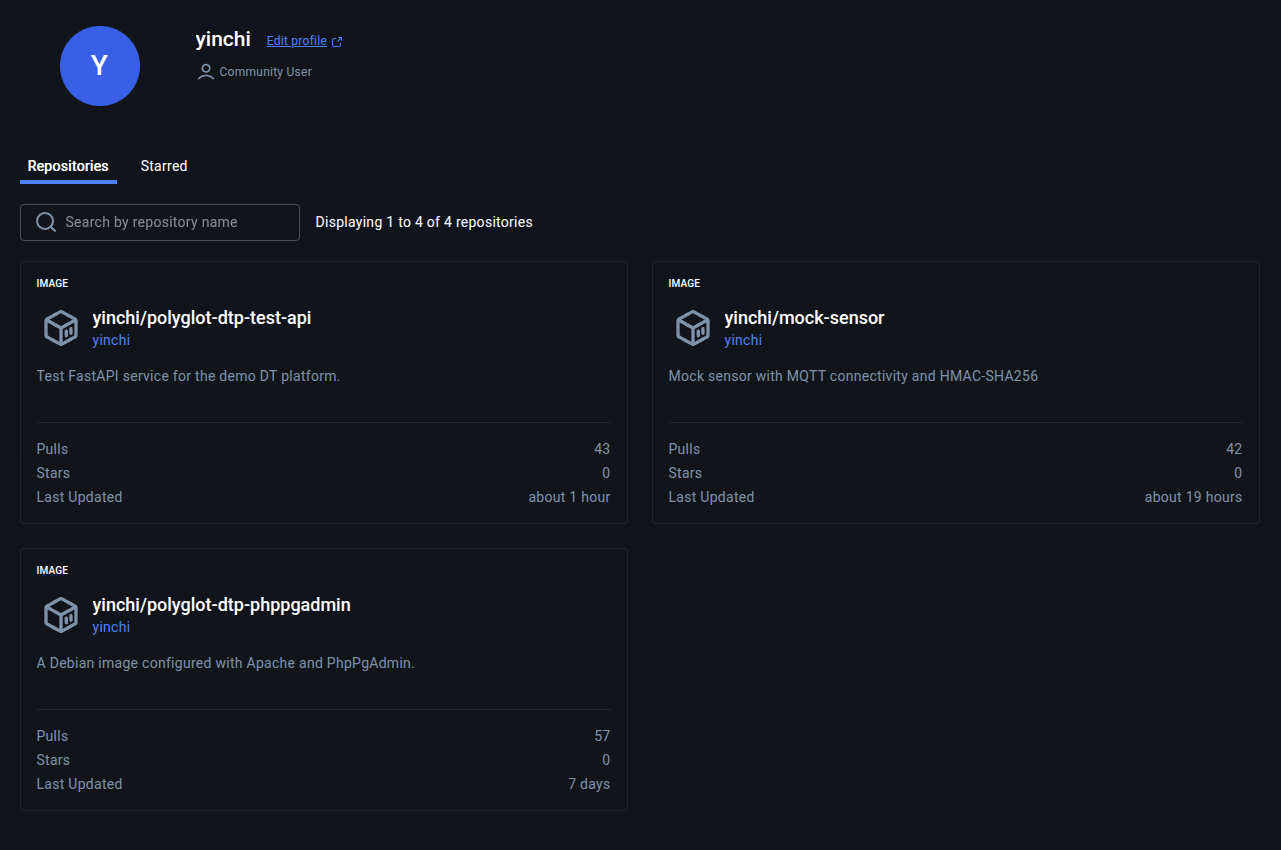 Y
yinchi Edit profile
Community User
Repositories Starred
Search by repository name Displaying 1 to 4 of 4 repositories
IMAGE
yinchi/polyglot-dtp-test-api
yinchi
Test FastAPI service for the demo DT platform.
Pulls 43
Stars 0
Last Updated about 1 hour
IMAGE
yinchi/mock-sensor
yinchi
Mock sensor with MQTT connectivity and HMAC-SHA256
Pulls 42
Stars 0
Last Updated about 19 hours
IMAGE
yinchi/polyglot-dtp-phppgadmin
yinchi
A Debian image configured with Apache and PhpPgAdmin.
Pulls 57
Stars 0
Last Updated 7 days